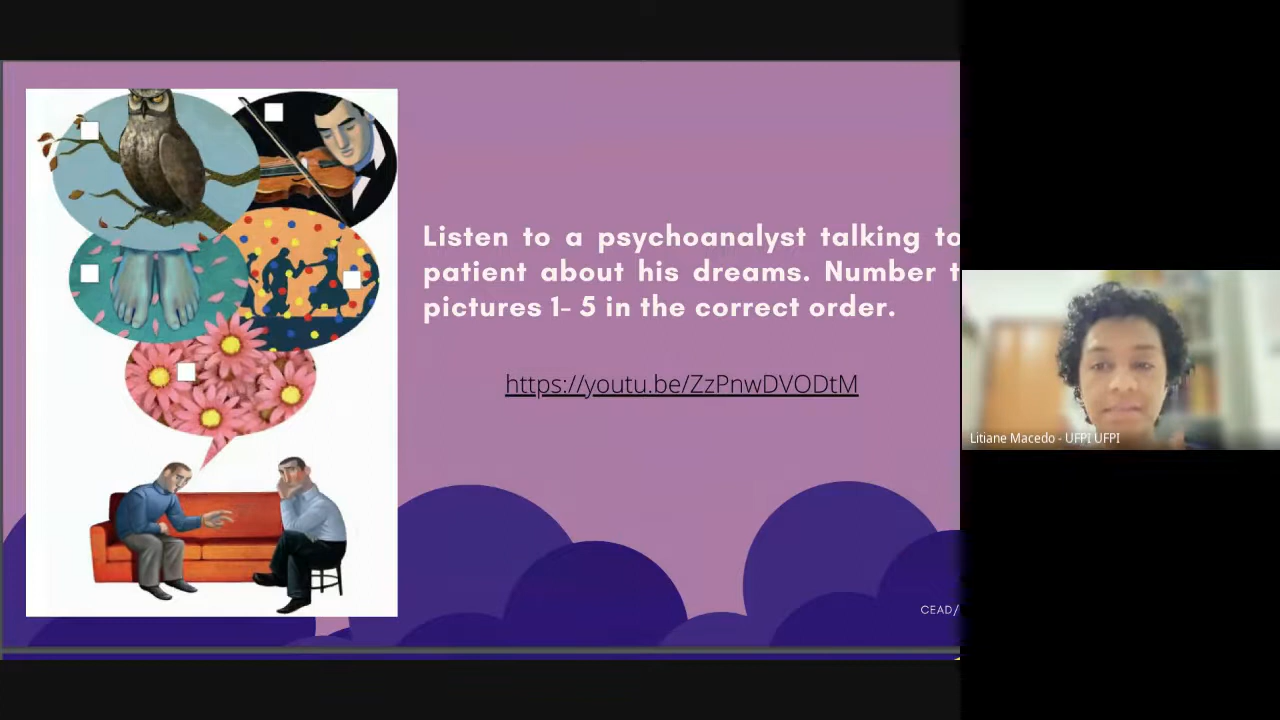 Listen to a psychoanalyst talking to
patient about his dreams. Number t
pictures 1- 5 in the correct order.
https://youtu.be/ZzPnwDVODtM
CEAD/
Litiane Macedo - UFPI UFPI